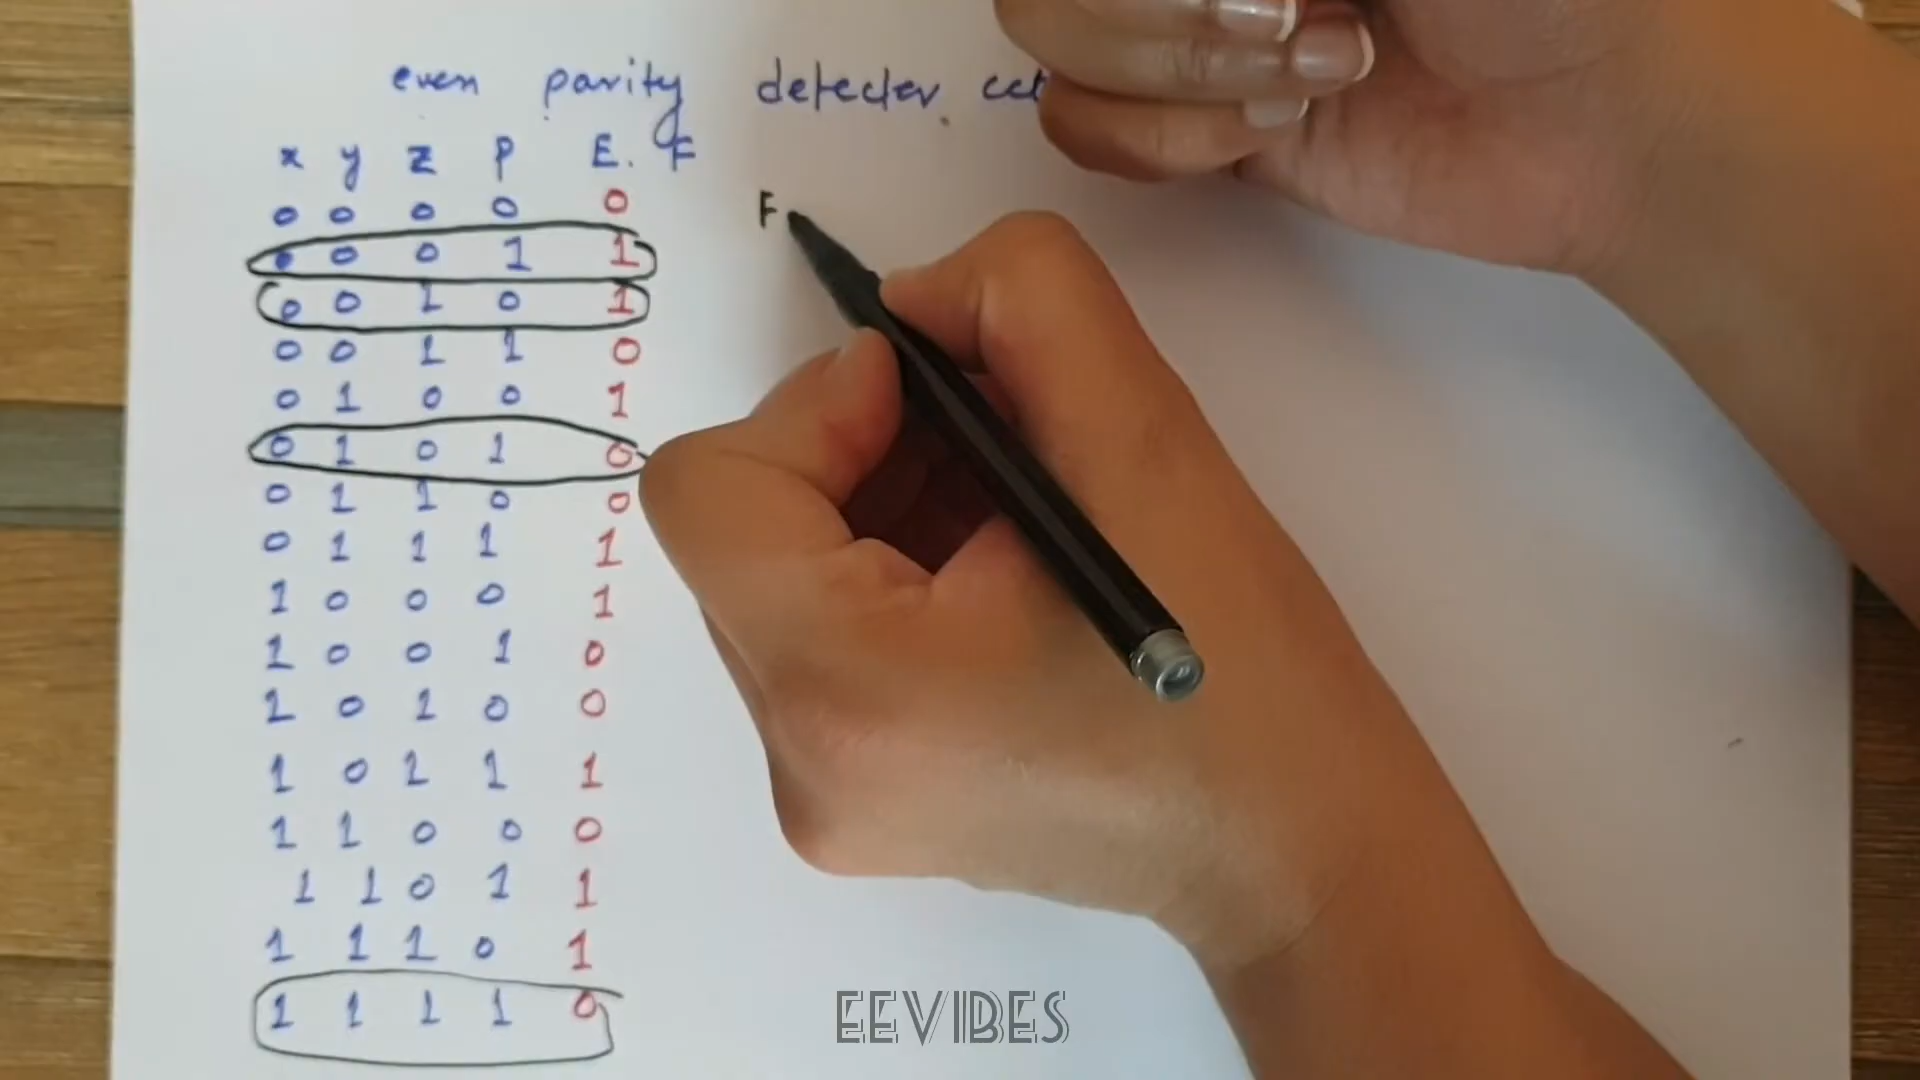 even parity detecter cct
x y z P E. F
0 0 0 0 0
F
0 0 0 1 1
0 0 1 0 1
0 0 1 1 0
0 1 0 0 1
0 1 0 1 0
0 1 1 0 0
0 1 1 1 1
1 0 0 0 1
1 0 0 1 0
1 0 1 0 0
1 0 1 1 1
1 1 0 0 0
1 1 0 1 1
1 1 1 0 1
1 1 1 1 0
EEVIBES